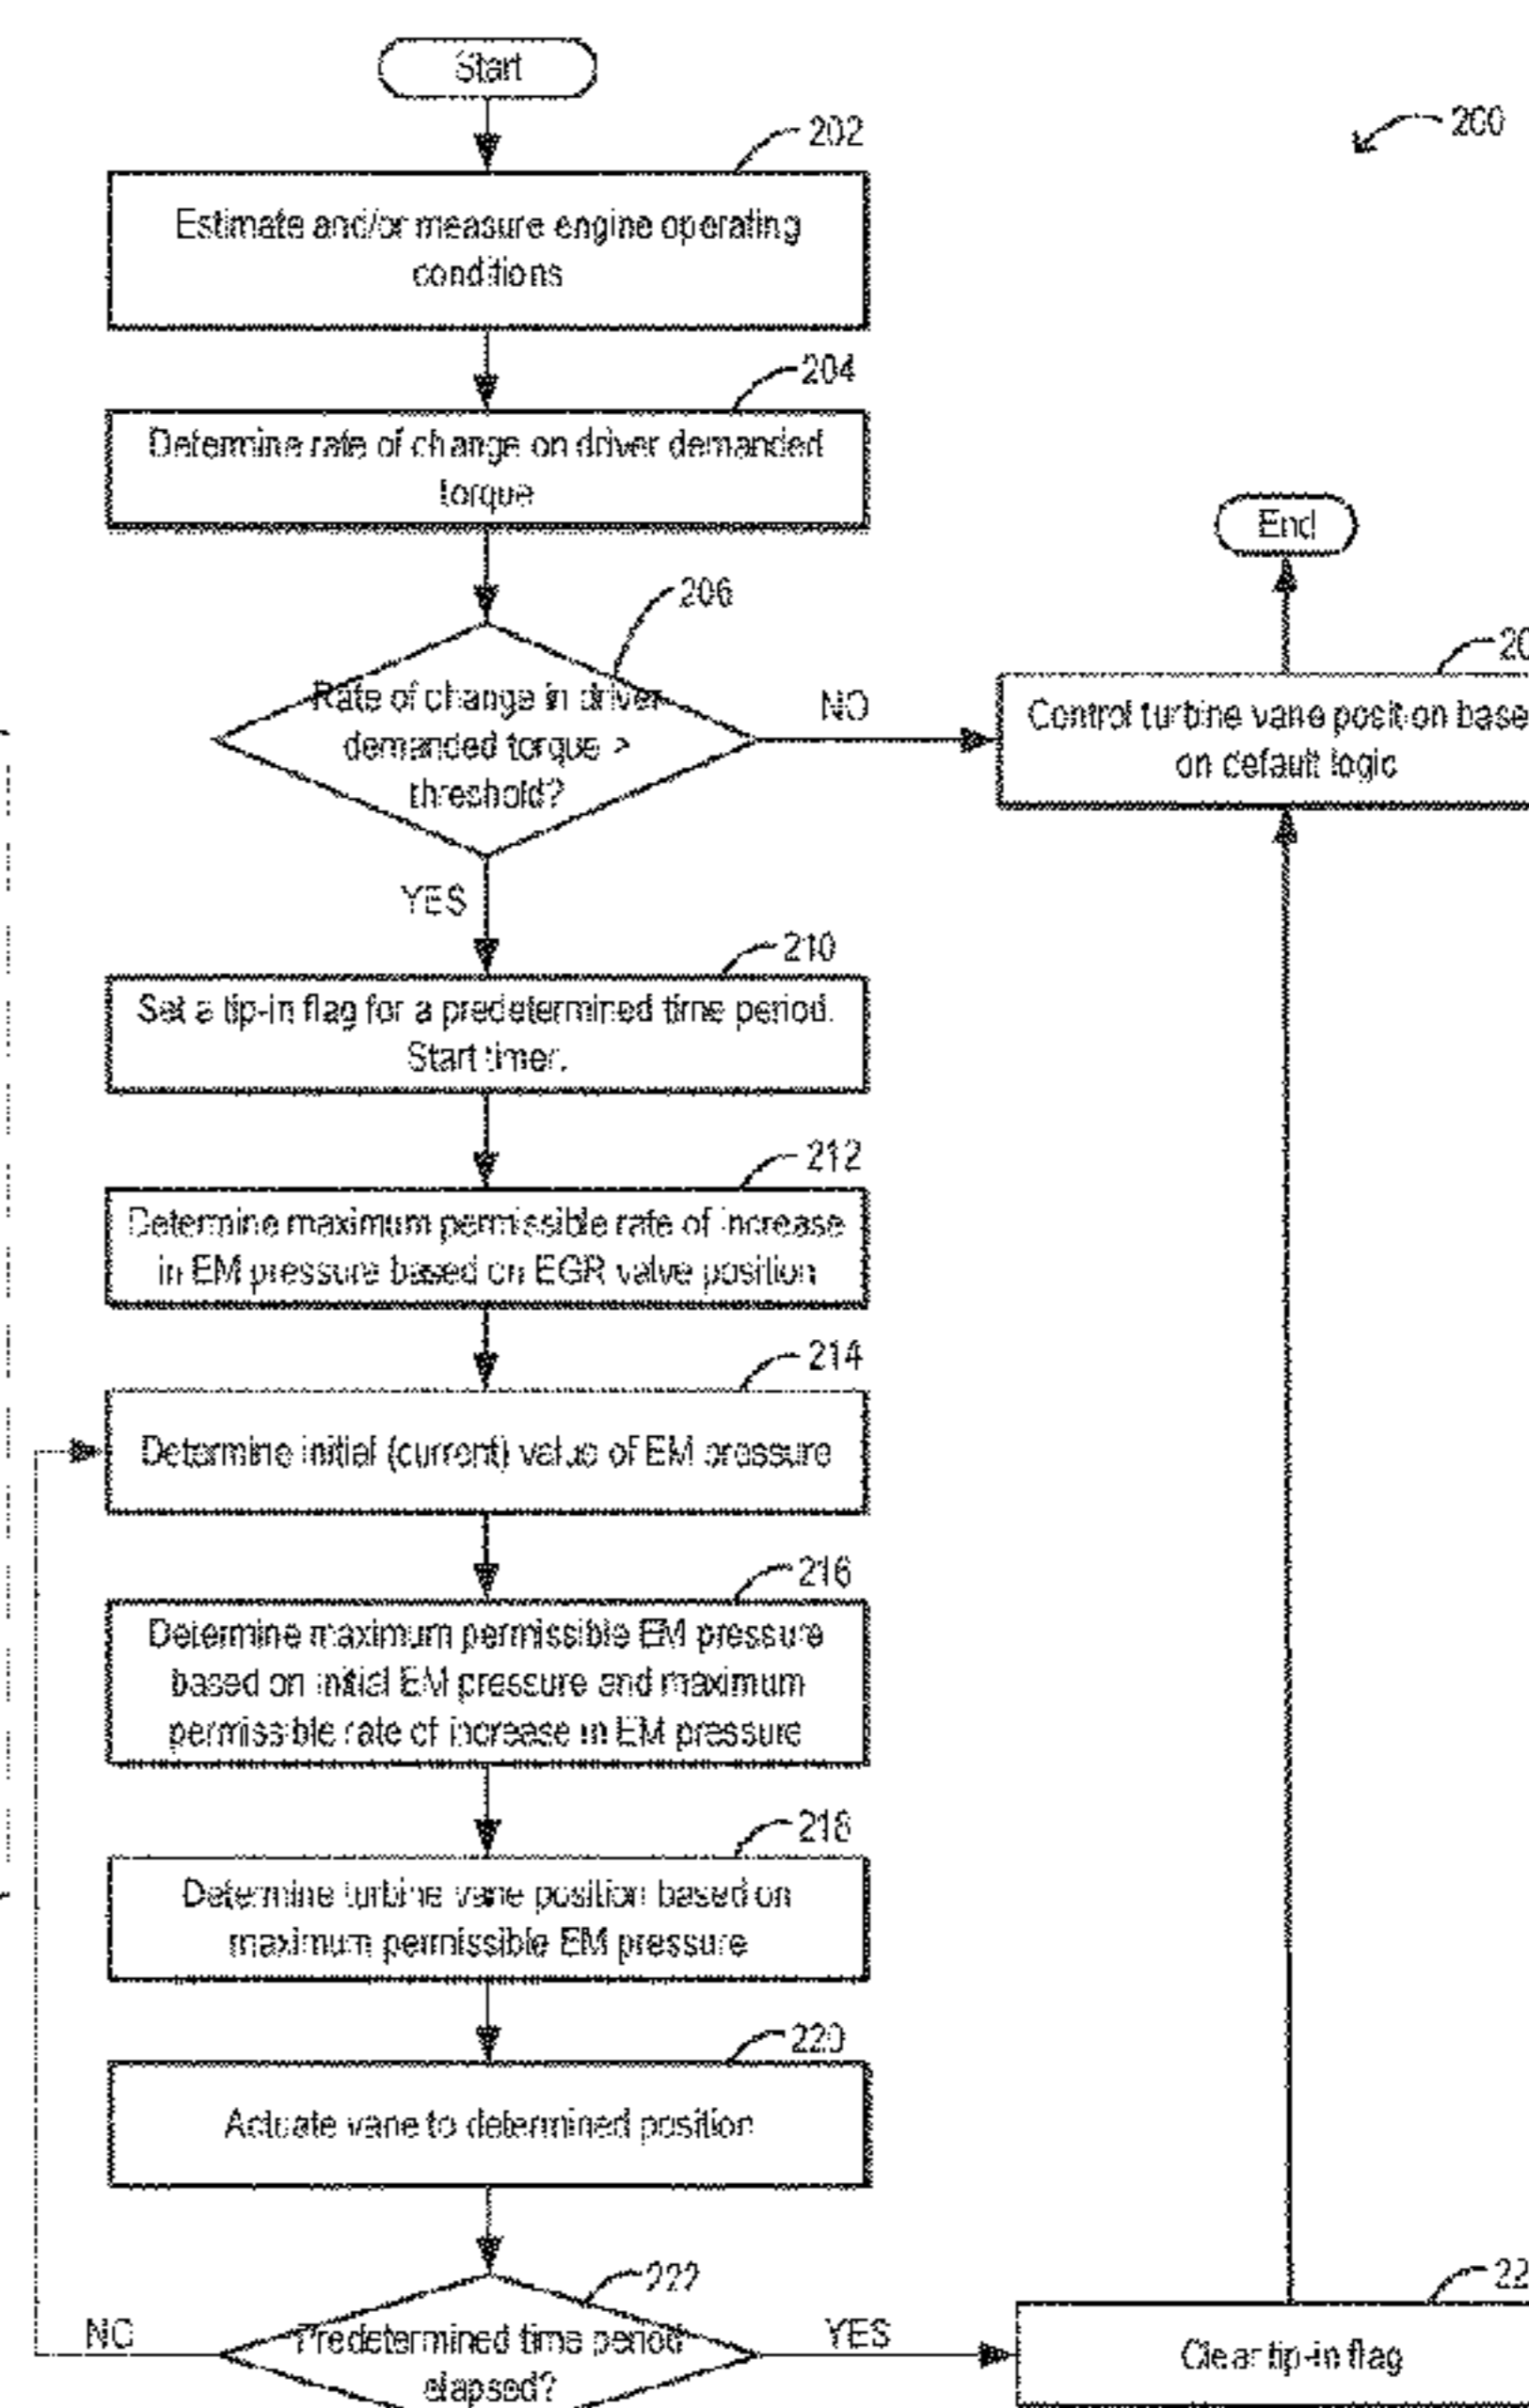 Start
200
202
Estimate and/or measure engine operating
conditions
204
Determine rate of change on driver demanded
torque
206
Rate of change in driver
demanded torque >
threshold?
NO
End
20
Control turbine vane position base
on default logic
YES
210
Set a tip-in flag for a predetermined time period.
Start timer.
212
Determine maximum permissible rate of increase
in EM pressure based on EGR valve position
214
Determine initial (current) value of EM pressure
216
Determine maximum permissible EM pressure
based on initial EM pressure and maximum
permissible rate of increase in EM pressure
218
Determine turbine vane position based on
maximum permissible EM pressure
220
Actuate vane to determined position
222
Predetermined time period
elapsed?
NO
YES
22
Clear tip-in flag